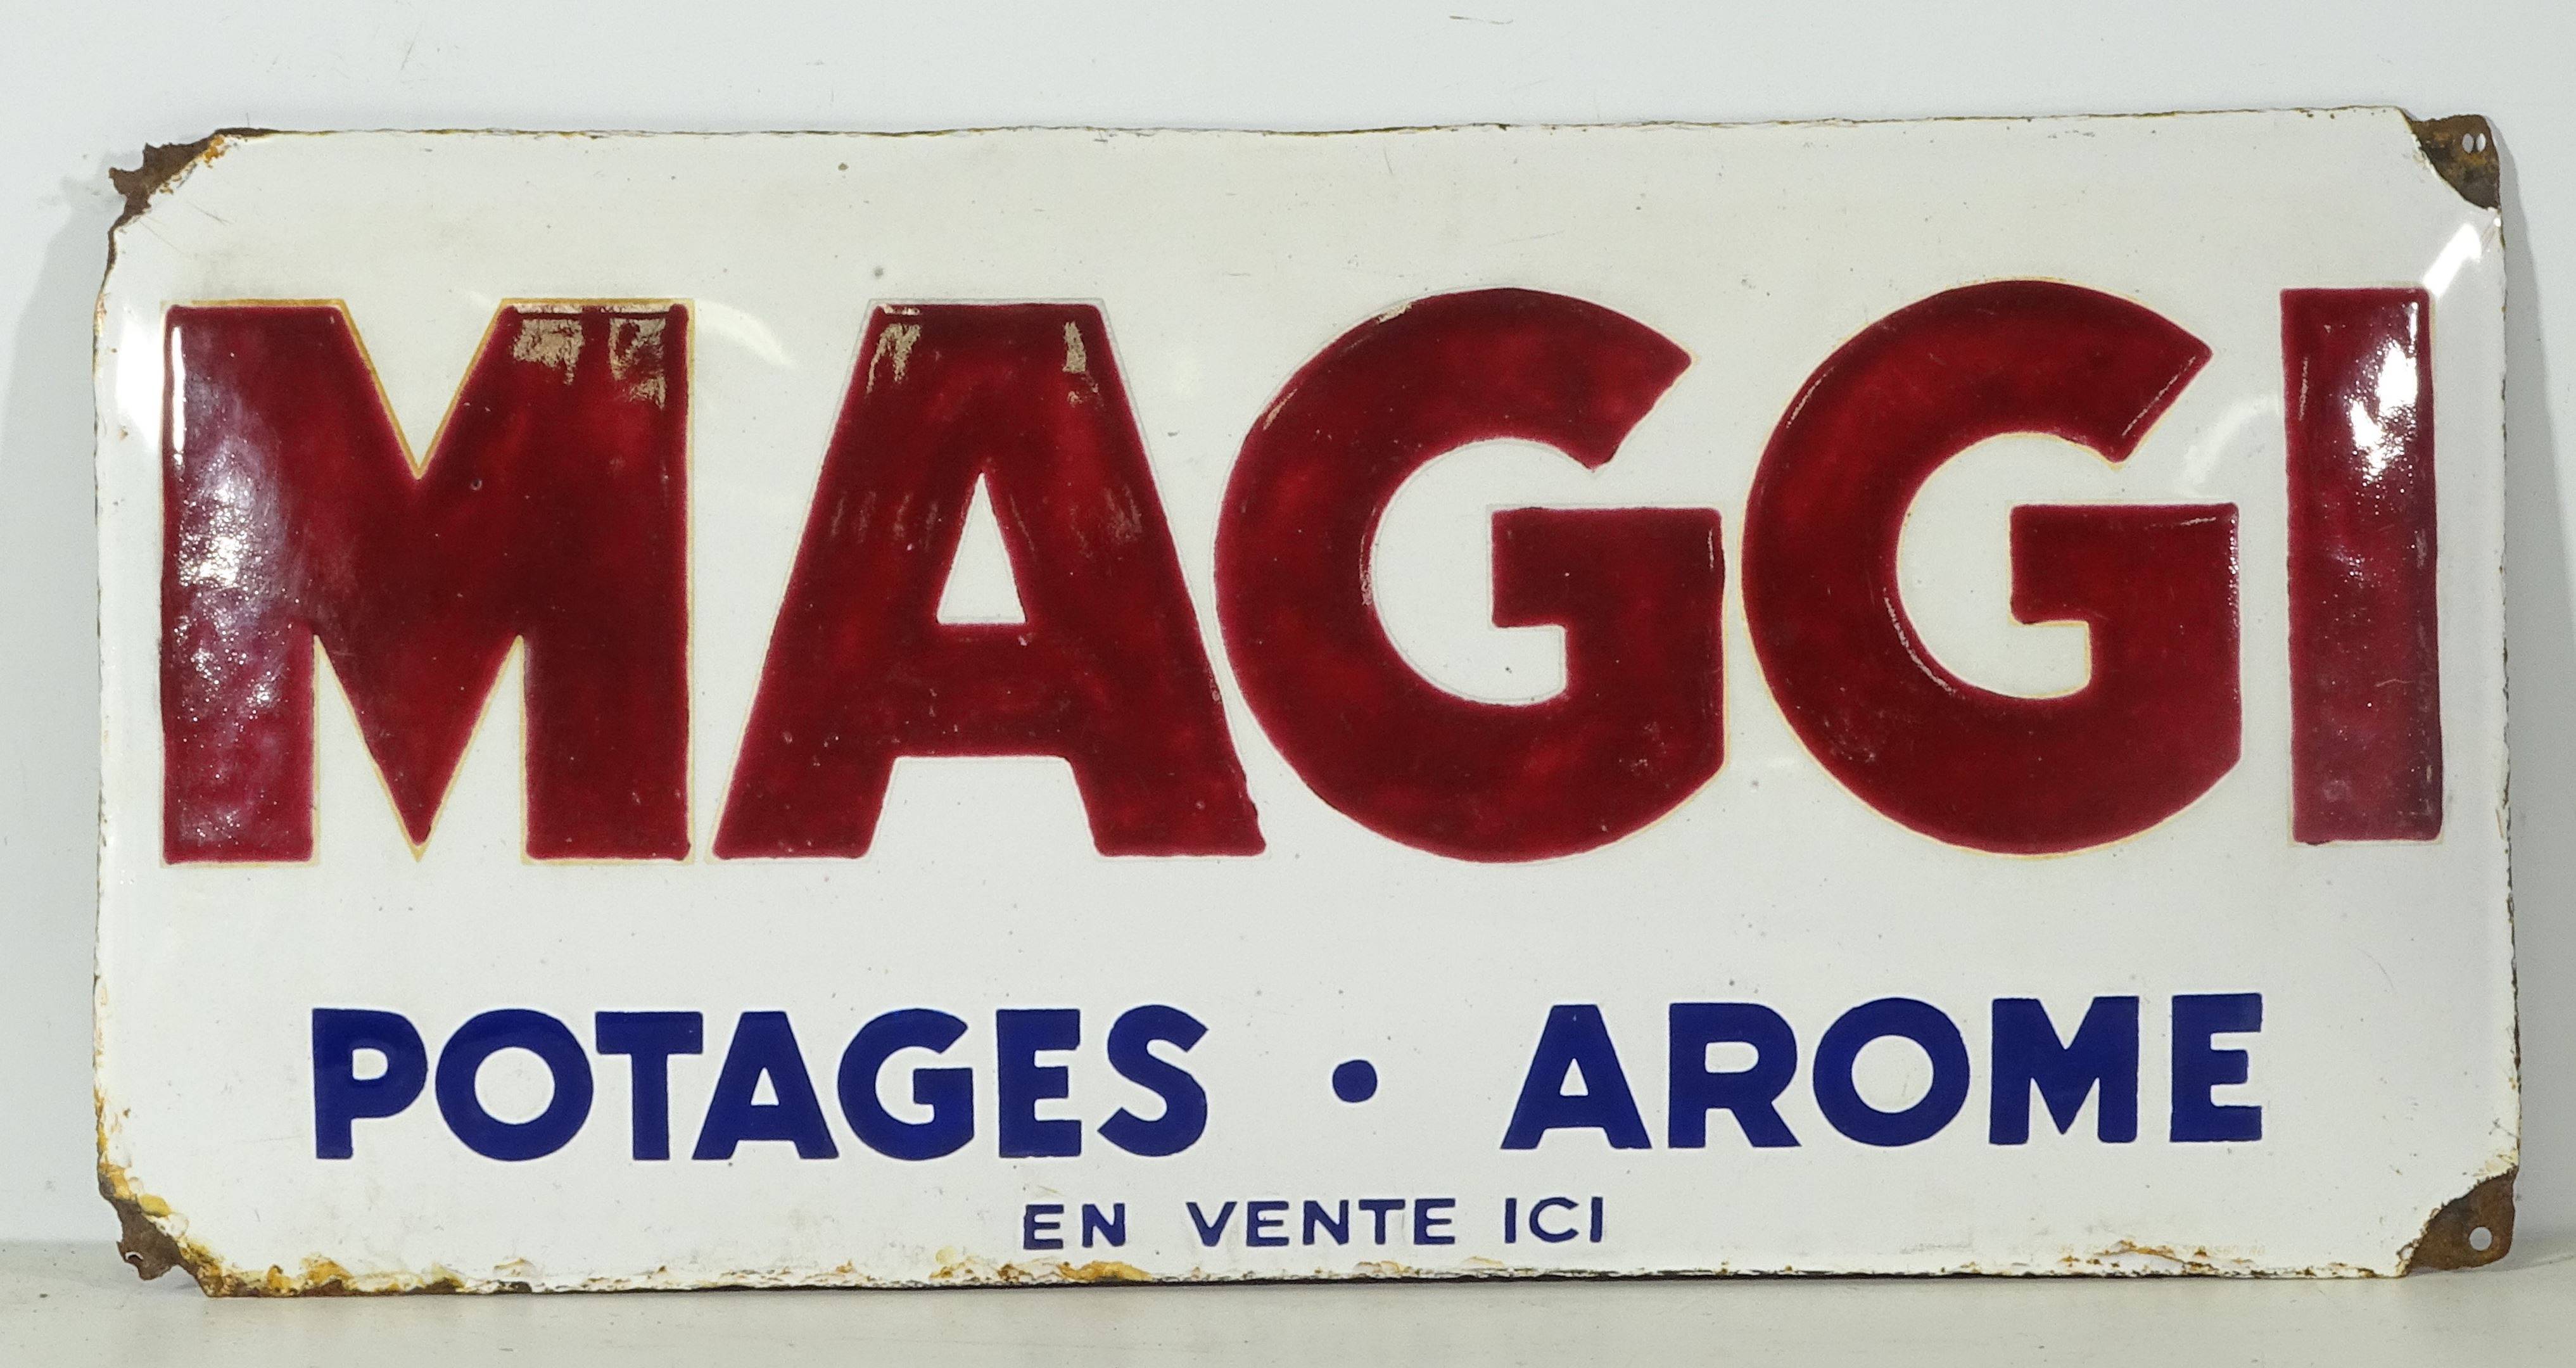 MAGGI
POTAGES • AROME
EN VENTE ICI